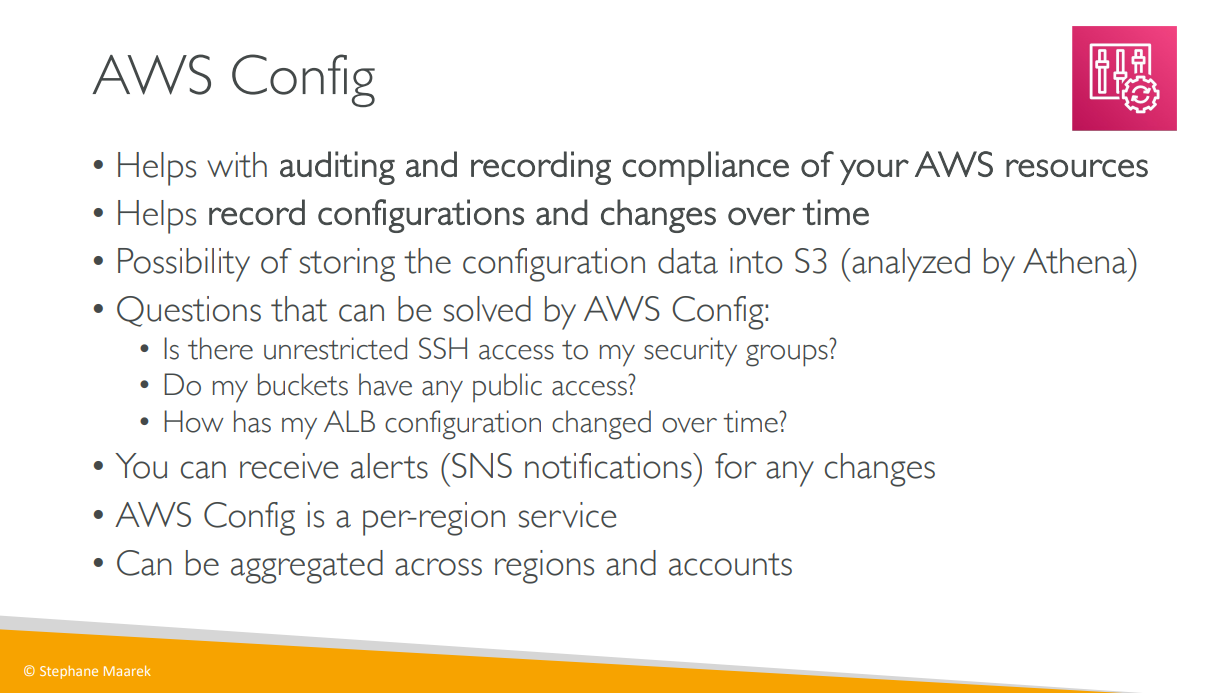 AWS Config
• Helps with auditing and recording compliance of your AWS resources
• Helps record configurations and changes over time
• Possibility of storing the configuration data into S3 (analyzed by Athena)
• Questions that can be solved by AWS Config:
• Is there unrestricted SSH access to my security groups?
• Do my buckets have any public access?
• How has my ALB configuration changed over time?
• You can receive alerts (SNS notifications) for any changes
• AWS Config is a per-region service
• Can be aggregated across regions and accounts
© Stephane Maarek